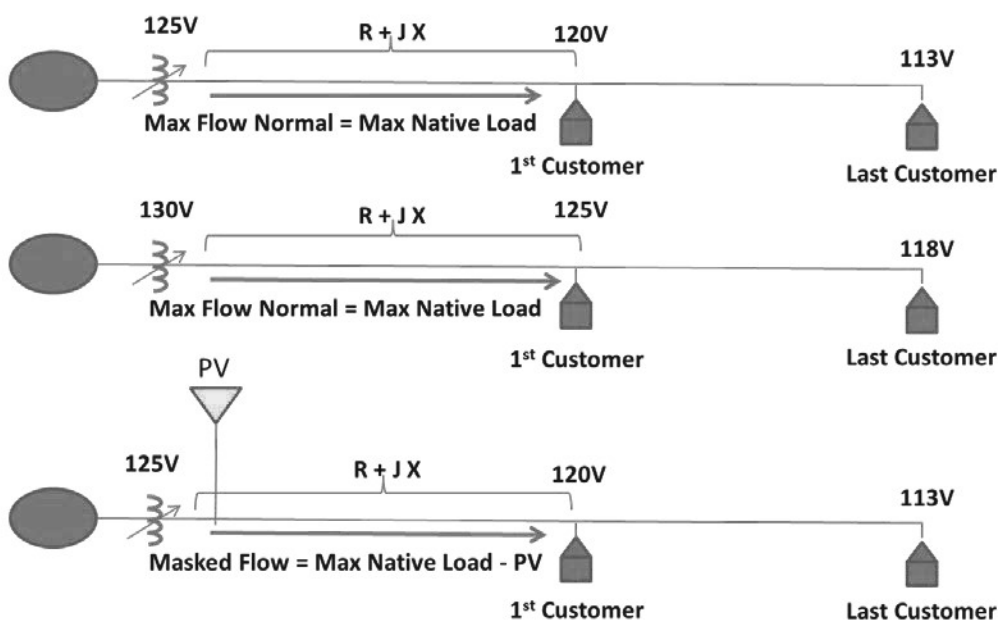 125V
R + J X
120V
113V
Max Flow Normal = Max Native Load
1st Customer
Last Customer
130V
R + J X
125V
118V
Max Flow Normal = Max Native Load
1st Customer
Last Customer
PV
125V
R + J X
120V
113V
Masked Flow = Max Native Load - PV
1st Customer
Last Customer